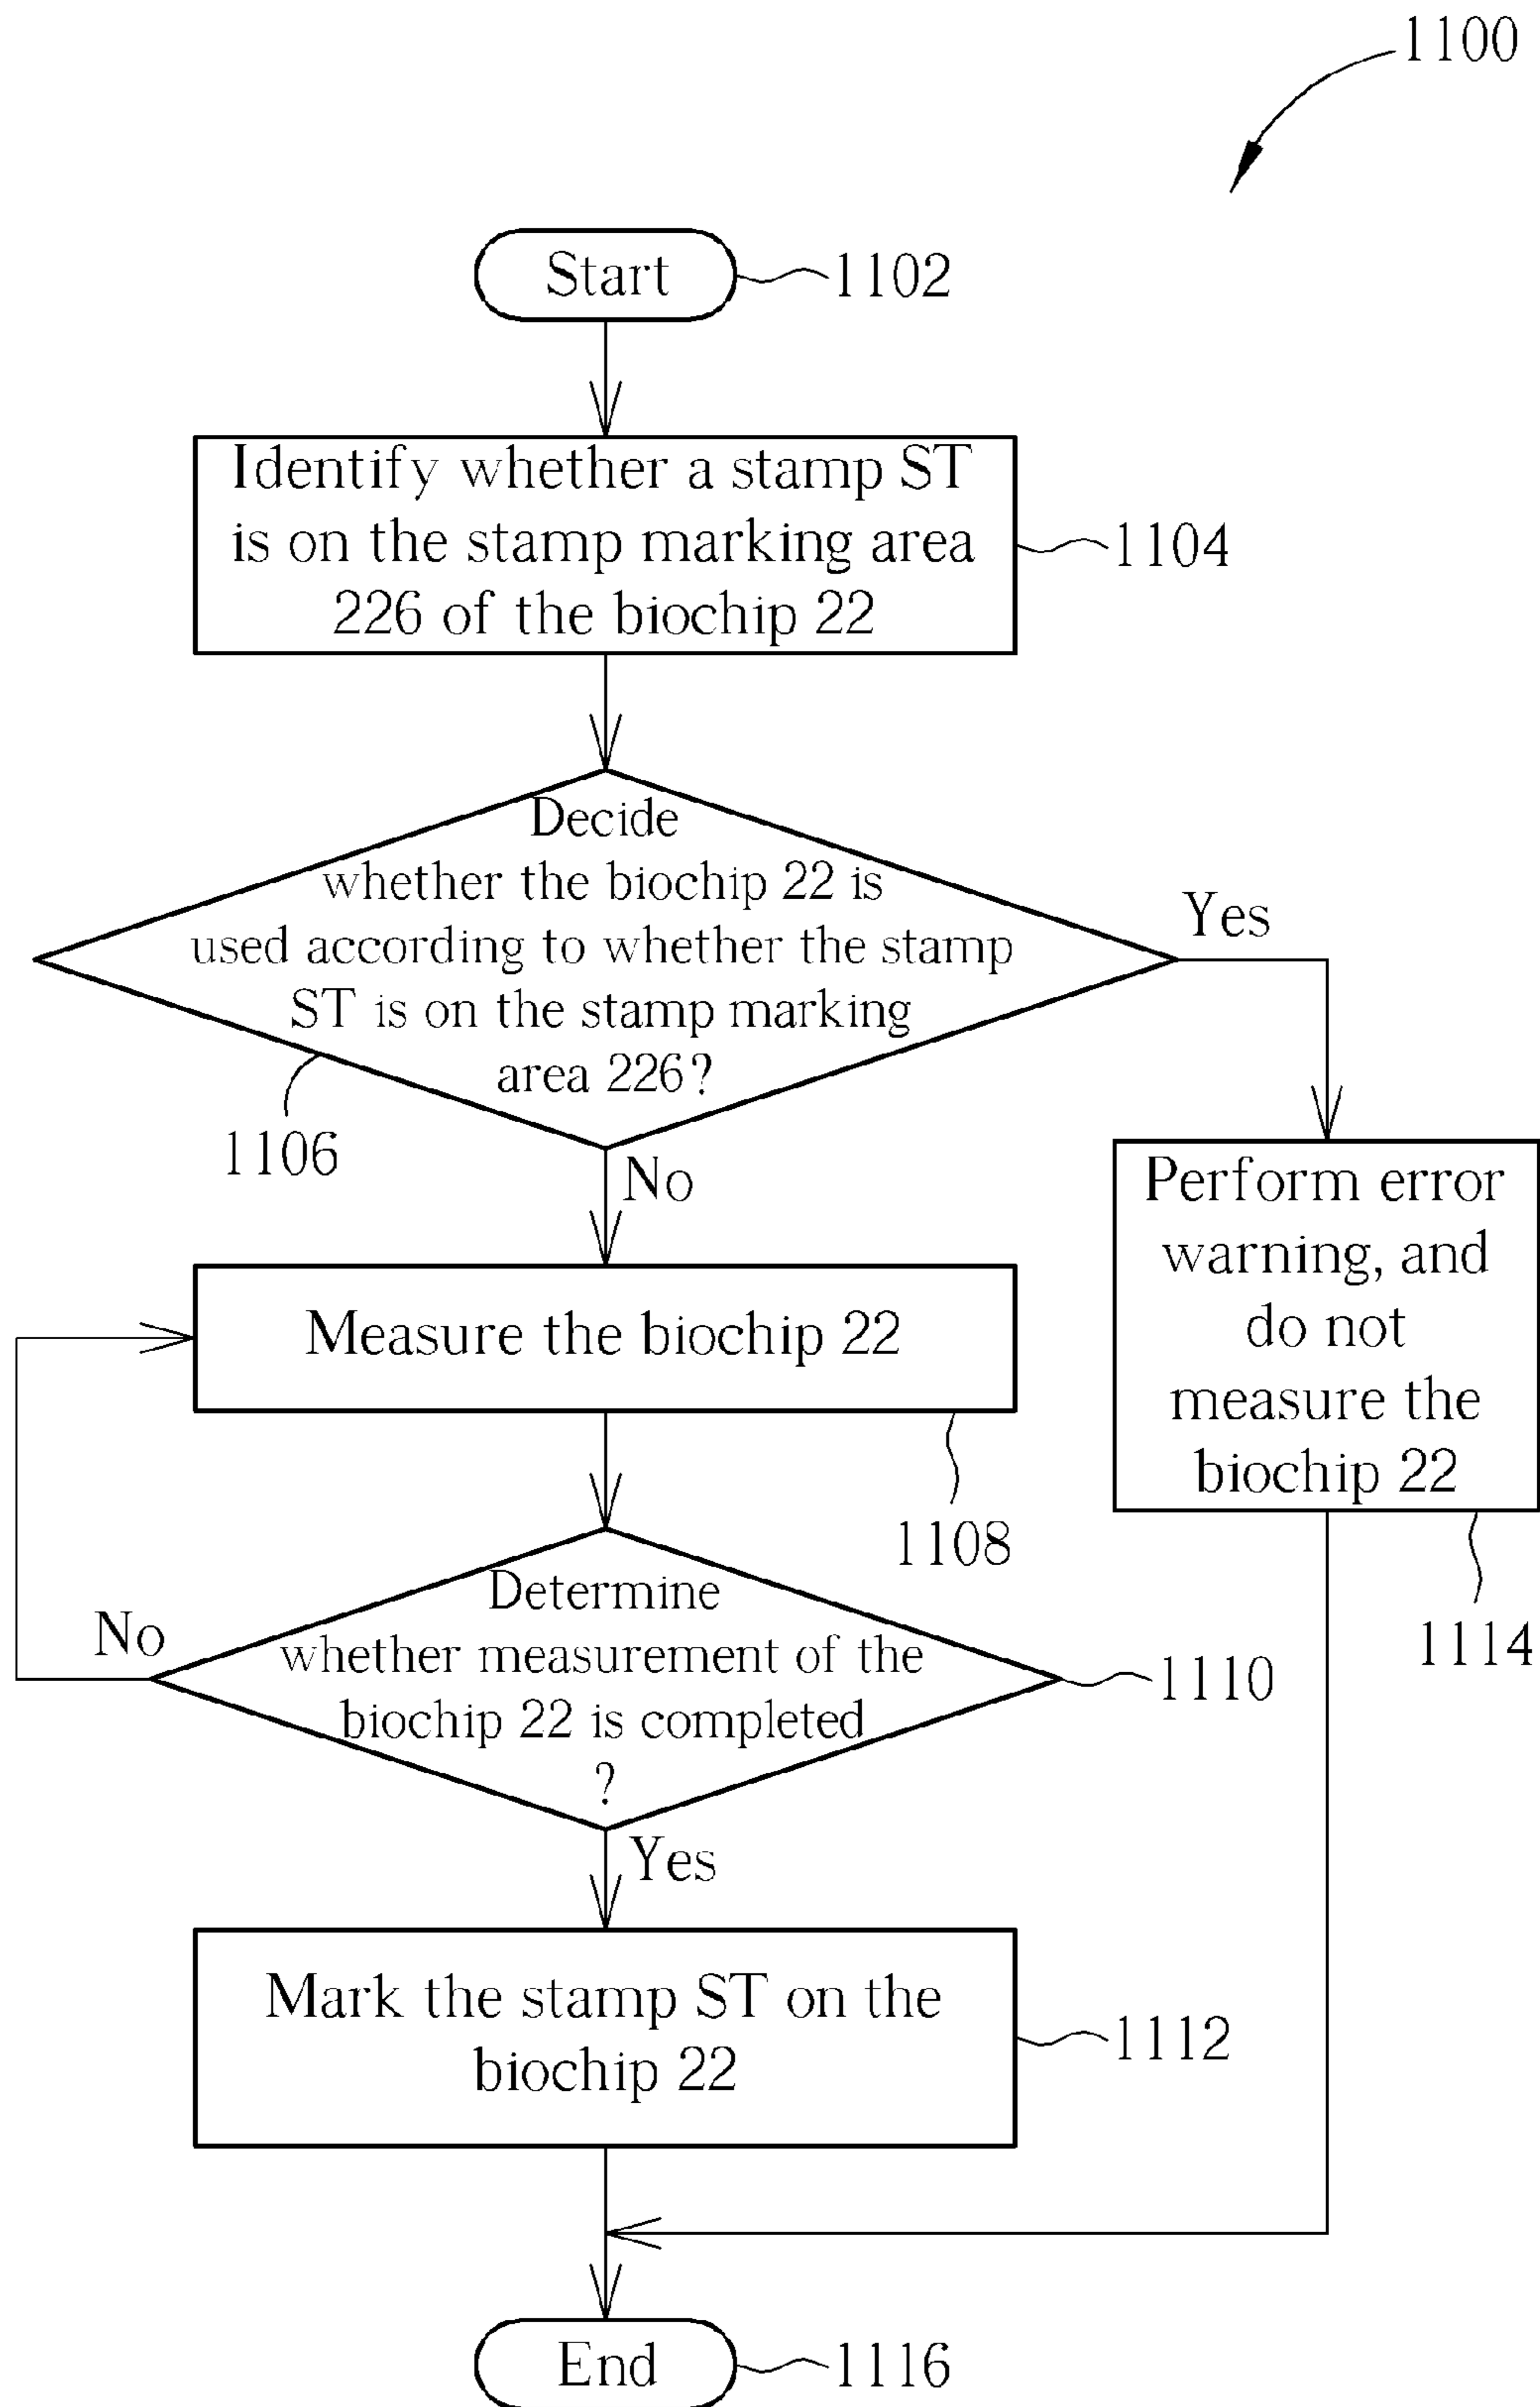 1100
Start
1102
Identify whether a stamp ST
is on the stamp marking area
226 of the biochip 22
1104
Decide
whether the biochip 22 is
used according to whether the stamp
ST is on the stamp marking
area 226?
1106
Yes
No
Perform error
warning, and
do not
measure the
biochip 22
1114
Measure the biochip 22
1108
Determine
whether measurement of the
biochip 22 is completed
?
1110
No
Yes
Mark the stamp ST on the
biochip 22
1112
End
1116